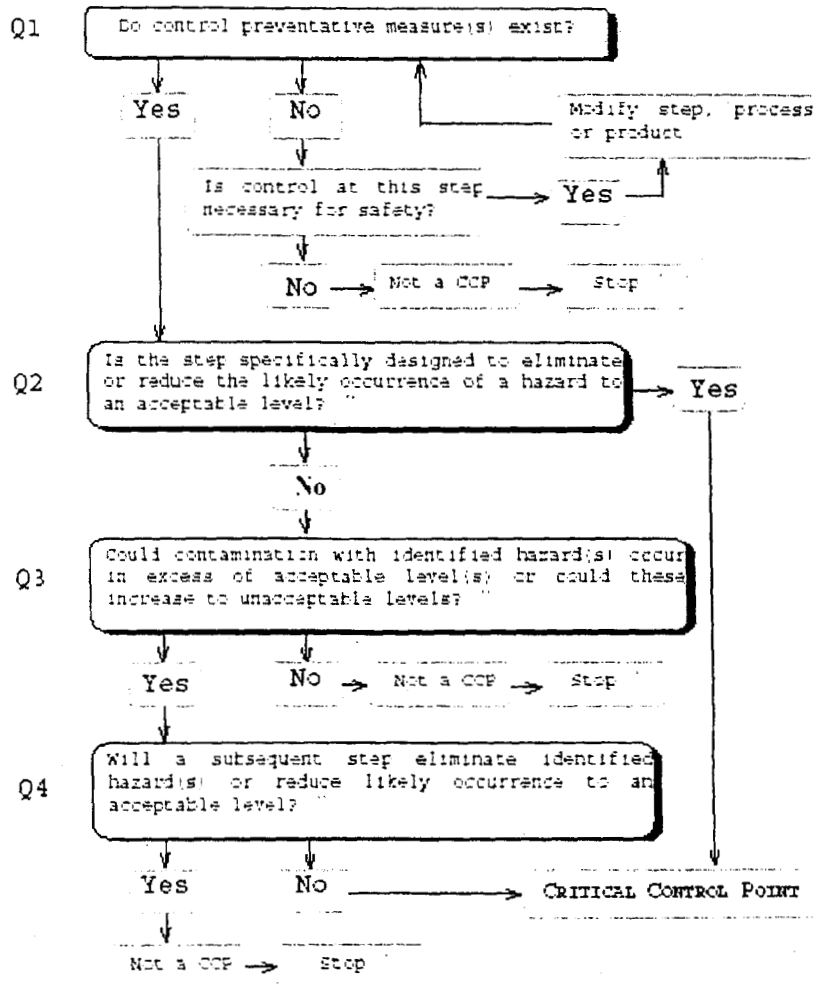 Q1
Do control preventative measure(s) exist?
Yes
No
Modify step, process
or product
Is control at this step
necessary for safety?
Yes
No
Not a CCP
Stop
Q2
Is the step specifically designed to eliminate
or reduce the likely occurrence of a hazard to
an acceptable level?
Yes
No
Q3
Could contamination with identified hazard(s) occur
in excess of acceptable level(s) or could these
increase to unacceptable levels?
Yes
No
Not a CCP
Stop
Q4
Will a subsequent step eliminate identified
hazard(s) or reduce likely occurrence to an
acceptable level?
Yes
No
CRITICAL CONTROL POINT
Not a CCP
Stop